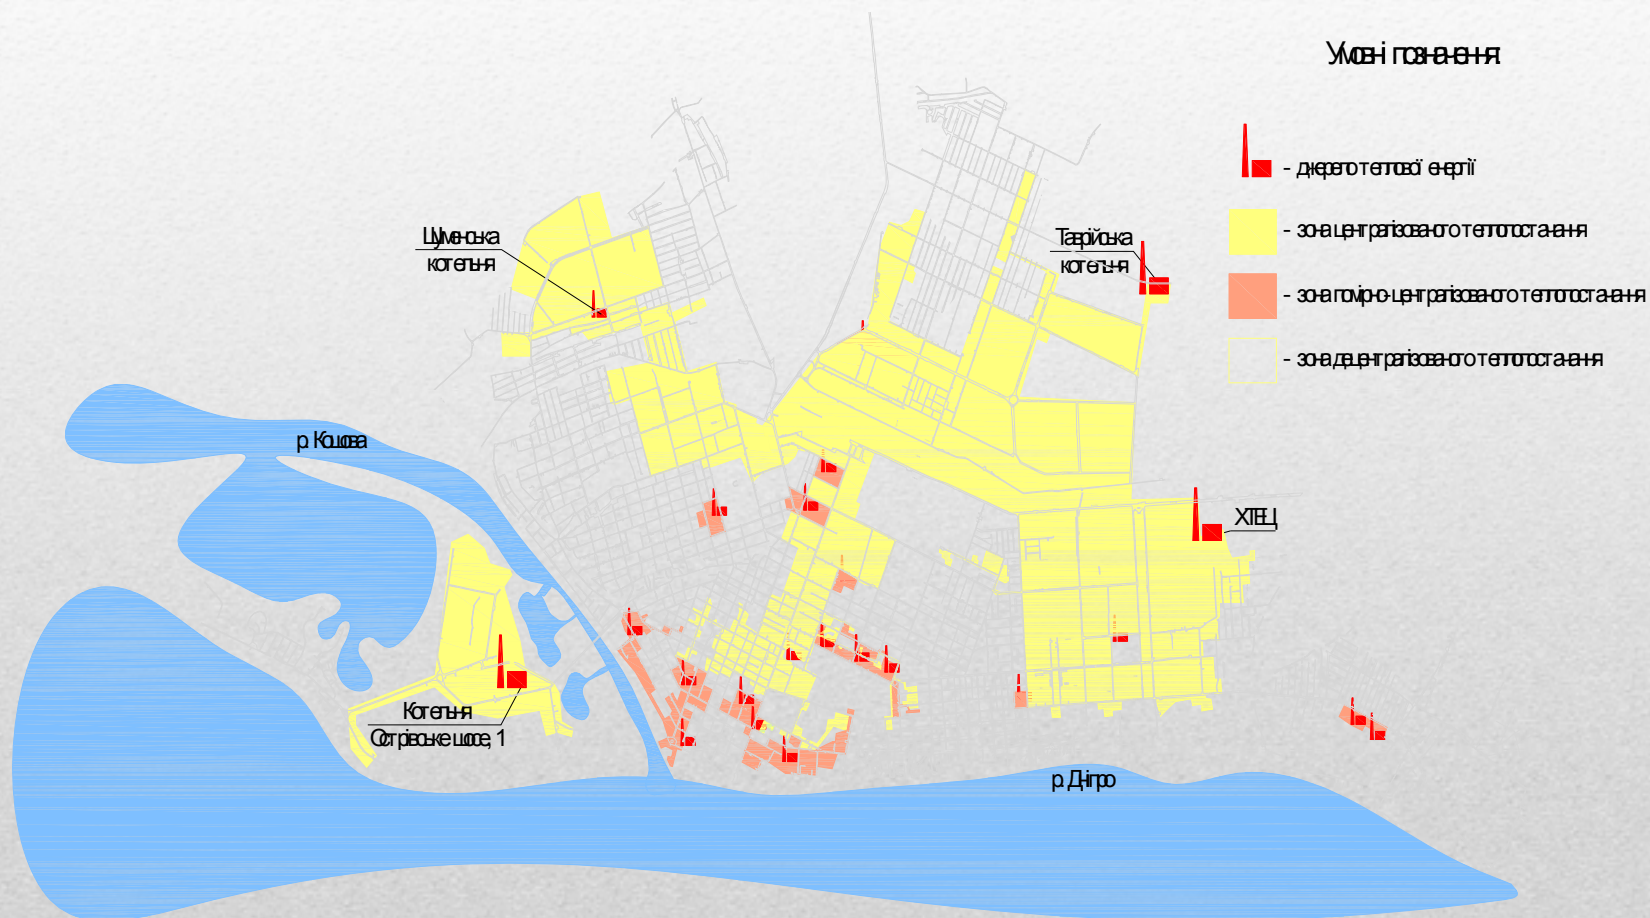 Умовні позначення:
- джерело теплової енергії
- зона централізованого теплопостачання
- зона помірно-централізованого теплопостачання
- зона децентралізованого теплопостачання
Шуменська
котельня
Таврійська
котельня
р. Кошова
ХТЕЦ
Котельня
Острівське шосе, 1
р. Дніпро